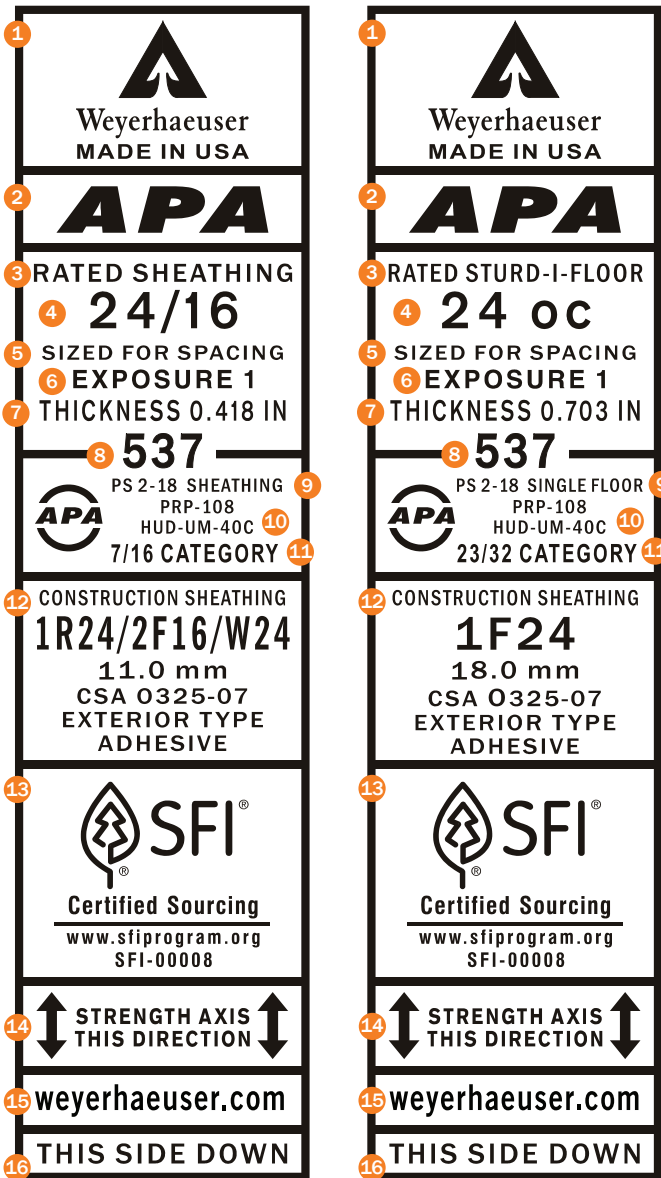 1
Weyerhaeuser
MADE IN USA
2
APA
3 RATED SHEATHING
4 24/16
5 SIZED FOR SPACING
6 EXPOSURE 1
7 THICKNESS 0.418 IN
8 537
APA
PS 2-18 SHEATHING 9
PRP-108
HUD-UM-40C 10
7/16 CATEGORY 11
12 CONSTRUCTION SHEATHING
1R24/2F16/W24
11.0 mm
CSA O325-07
EXTERIOR TYPE
ADHESIVE
13
SFI®
®
Certified Sourcing
www.sfiprogram.org
SFI-00008
14 STRENGTH AXIS
THIS DIRECTION
15 weyerhaeuser.com
16 THIS SIDE DOWN
1
Weyerhaeuser
MADE IN USA
2
APA
3 RATED STURD-I-FLOOR
4 24 oc
5 SIZED FOR SPACING
6 EXPOSURE 1
7 THICKNESS 0.703 IN
8 537
APA
PS 2-18 SINGLE FLOOR 9
PRP-108
HUD-UM-40C 10
23/32 CATEGORY 11
12 CONSTRUCTION SHEATHING
1F24
18.0 mm
CSA O325-07
EXTERIOR TYPE
ADHESIVE
13
SFI®
®
Certified Sourcing
www.sfiprogram.org
SFI-00008
14 STRENGTH AXIS
THIS DIRECTION
15 weyerhaeuser.com
16 THIS SIDE DOWN